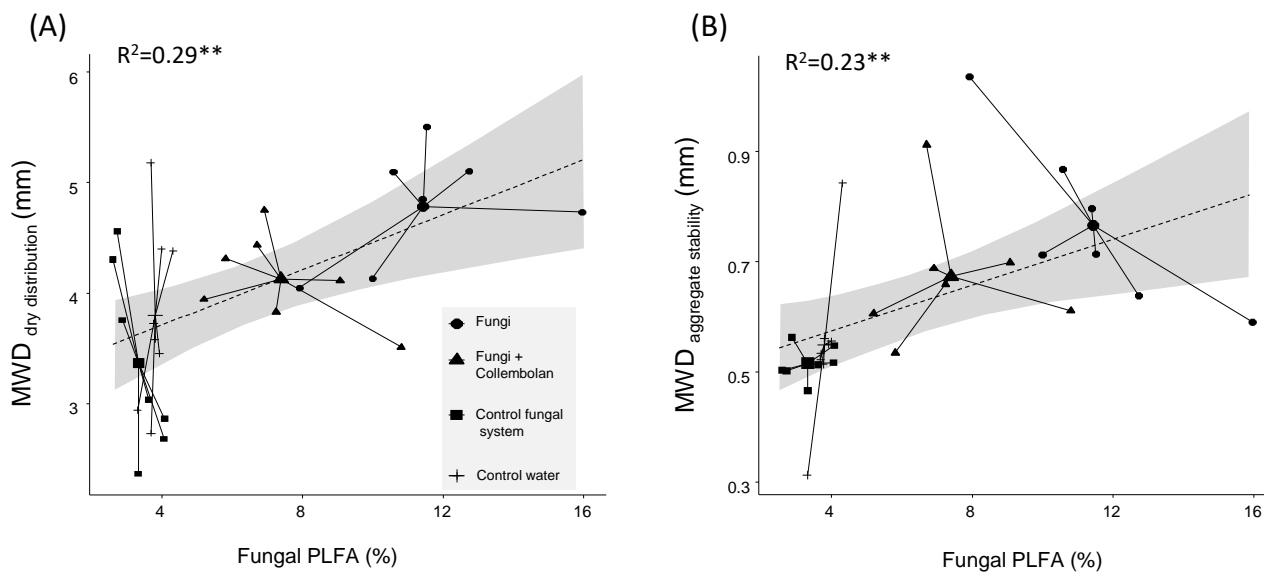 (A)
R²=0.29**
MWD dry distribution (mm)
6
5
4
3
4
8
12
16
Fungal PLFA (%)
Fungi
Fungi +
Collembolan
Control fungal
system
Control water
(B)
R²=0.23**
MWD aggregate stability (mm)
0.9
0.7
0.5
0.3
4
8
12
16
Fungal PLFA (%)